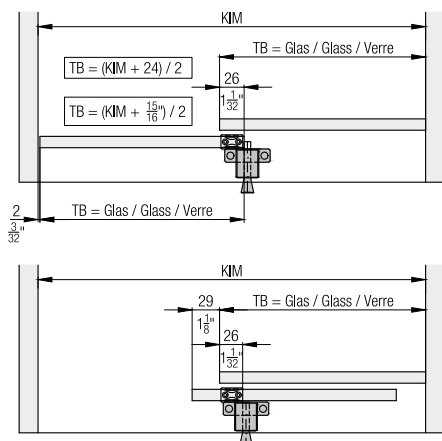 KIM
TB = Glas / Glass / Verre
TB = (KIM + 24) / 2
26
1 1/32"
TB = (KIM + 15/16") / 2
2
3/32"
TB = Glas / Glass / Verre
KIM
29
TB = Glas / Glass / Verre
1 1/8"
26
1 1/32"